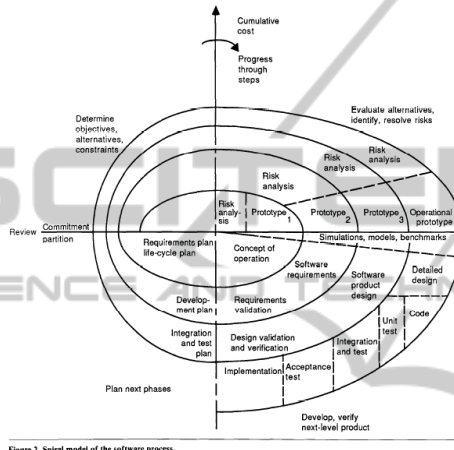 Cumulative
cost
Progress
through
steps
Evaluate alternatives,
identify, resolve risks
Determine
objectives,
alternatives,
constraints
Risk
analysis
Risk
analysis
Risk
analysis
Risk
analy-
sis
Prototype
1
Prototype
2
Prototype
3
Operational
prototype
Review
Commitment
partition
Simulations, models, benchmarks
Requirements plan
life-cycle plan
Concept of
operation
Software
requirements
Software
product
design
Detailed
design
Develop-
ment plan
Requirements
validation
Code
Unit
test
Integration
and test
plan
Design validation
and verification
Integration
and test
Acceptance
test
Implementation
Plan next phases
Develop, verify
next-level product
Figure 2. Spiral model of the software process.
SCITE
ENCE AND TECHN